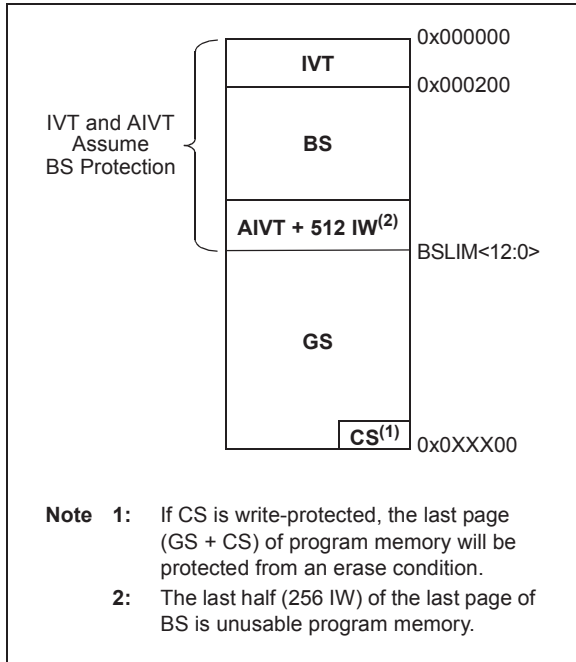 0x000000
IVT
0x000200
IVT and AIVT
Assume
BS Protection
BS
AIVT + 512 IW(2)
BSLIM<12:0>
GS
CS(1)
0x0XXX00
Note 1: If CS is write-protected, the last page
(GS + CS) of program memory will be
protected from an erase condition.
2: The last half (256 IW) of the last page of
BS is unusable program memory.